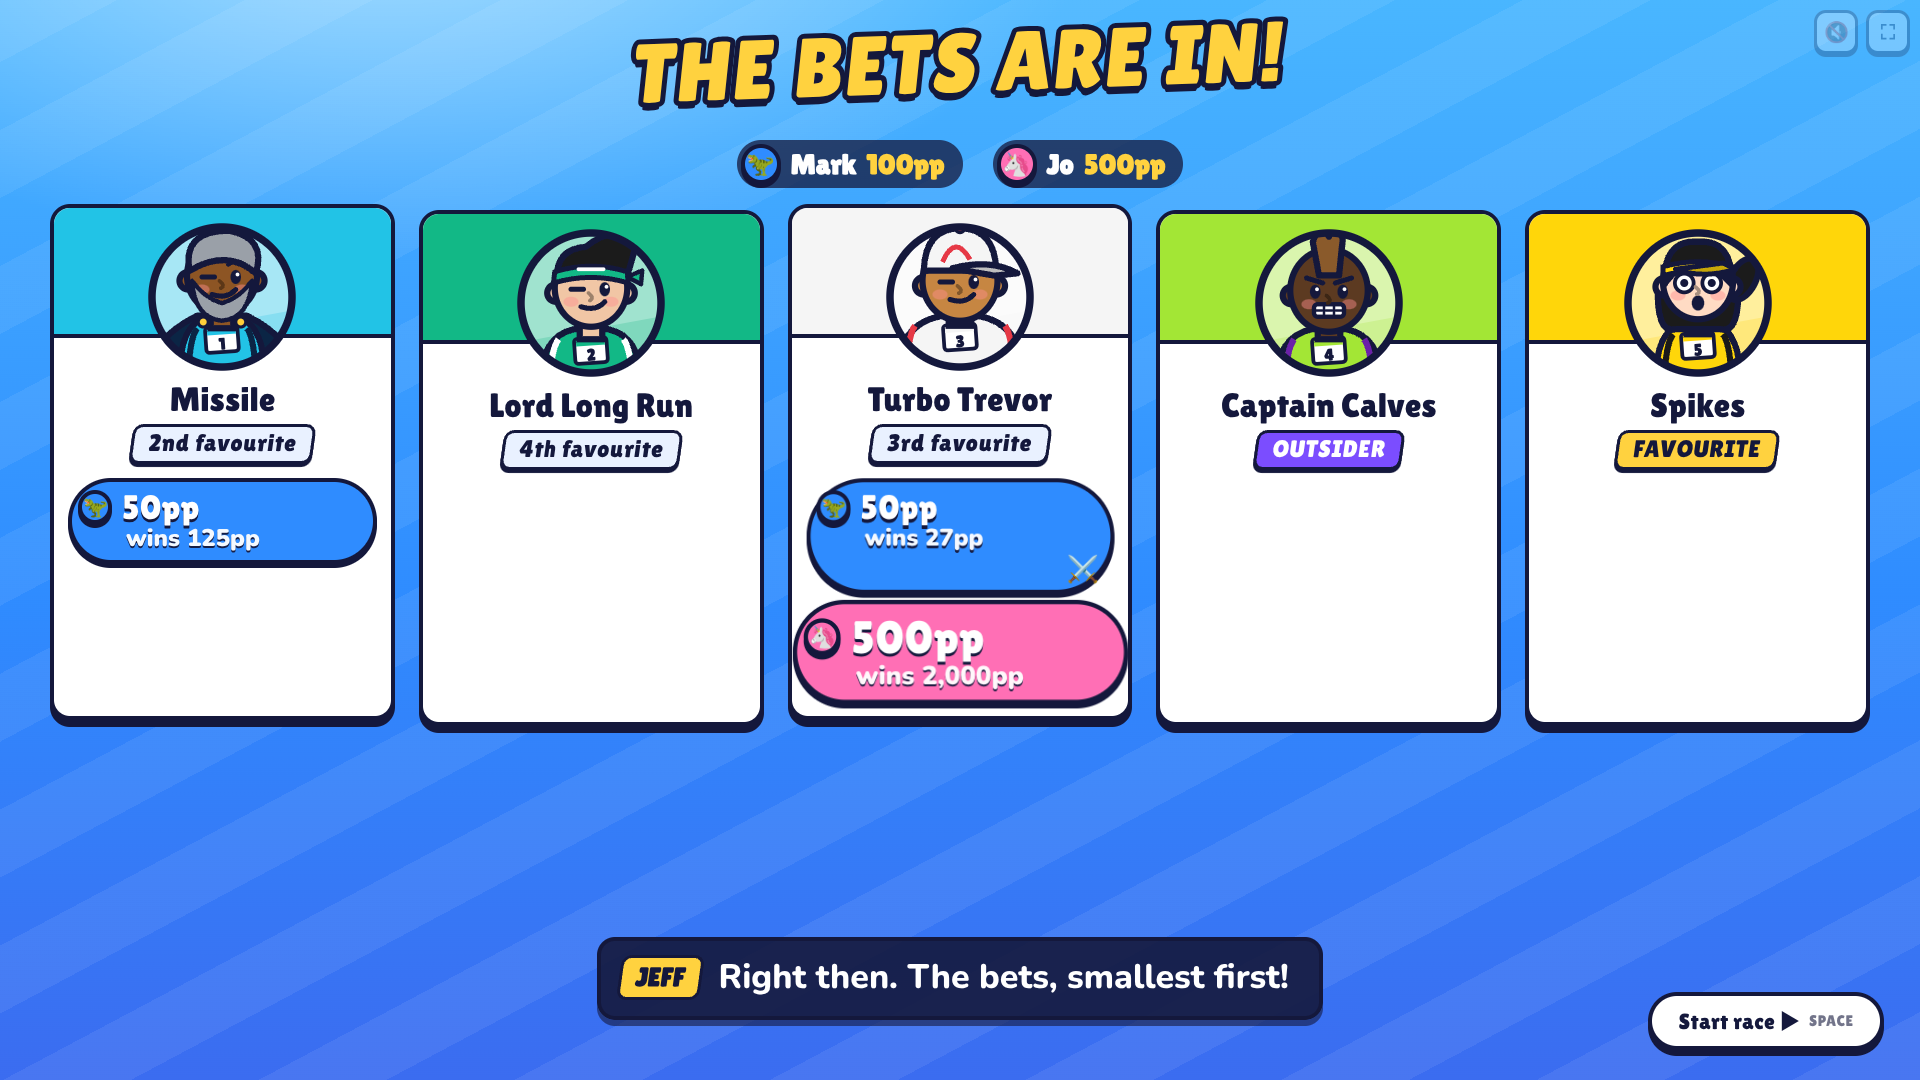 THE BETS ARE IN!
Mark 100pp
Jo 500pp
1
Missile
2nd favourite
50pp
wins 125pp
2
Lord Long Run
4th favourite
3
Turbo Trevor
3rd favourite
50pp
wins 27pp
500pp
wins 2,000pp
4
Captain Calves
OUTSIDER
5
Spikes
FAVOURITE
JEFF Right then. The bets, smallest first!
Start race SPACE